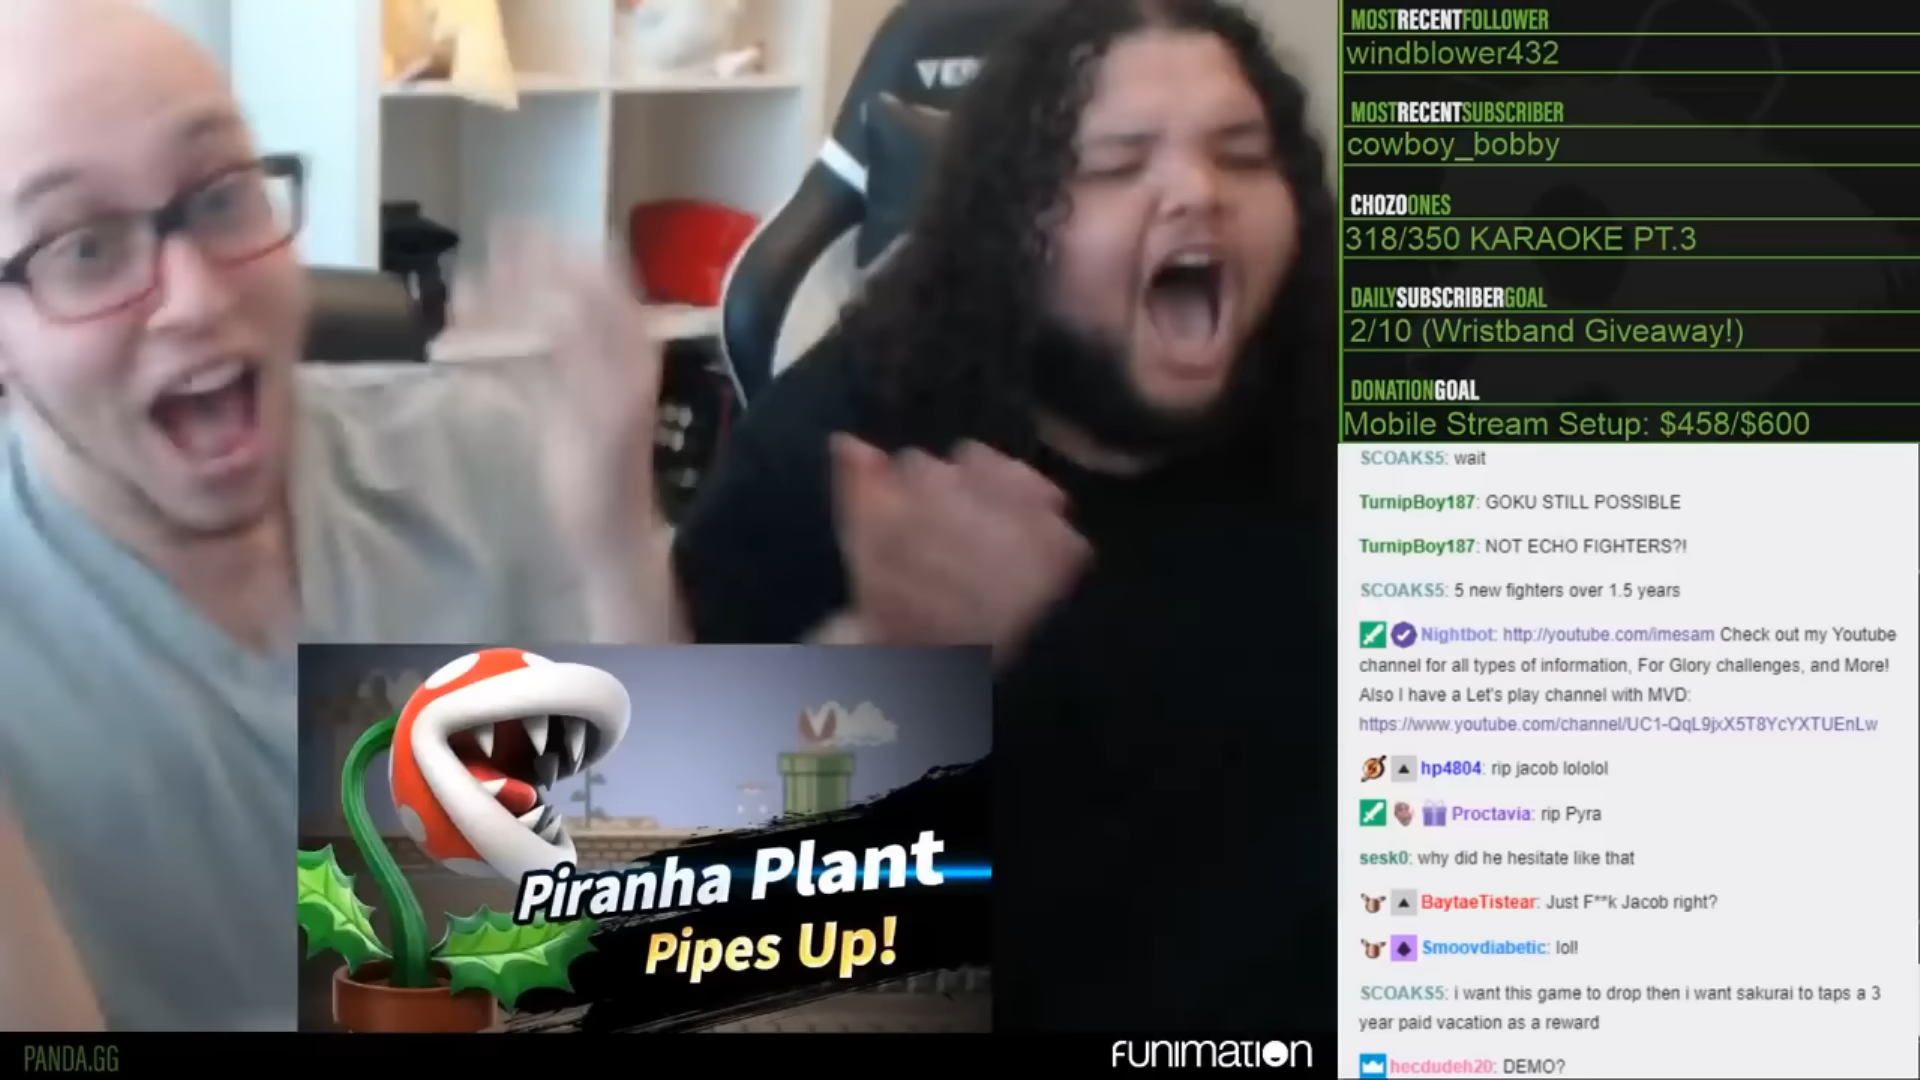 VER
MOSTRECENTFOLLOWER
windblower432
MOSTRECENTSUBSCRIBER
cowboy_bobby
CHOZOONES
318/350 KARAOKE PT.3
DAILYSUBSCRIBERGOAL
2/10 (Wristband Giveaway!)
DONATIONGOAL
Mobile Stream Setup: $458/$600
SCOAKS5: wait
TurnipBoy187: GOKU STILL POSSIBLE
TurnipBoy187: NOT ECHO FIGHTERS?!
SCOAKS5: 5 new fighters over 1.5 years
Nightbot: http://youtube.com/imesam Check out my Youtube
channel for all types of information, For Glory challenges, and More!
Also I have a Let's play channel with MVD:
https://www.youtube.com/channel/UC1-QqL9jxX5T8YcYXTUEnLw
hp4804: rip jacob lololol
Proctavia: rip Pyra
sesk0: why did he hesitate like that
BaytaeTistear: Just F**k Jacob right?
Smoovdiabetic: lol!
SCOAKS5: i want this game to drop then i want sakurai to taps a 3
year paid vacation as a reward
hecdudeh20: DEMO?
Piranha Plant
Pipes Up!
PANDA.GG
FUNIMATION